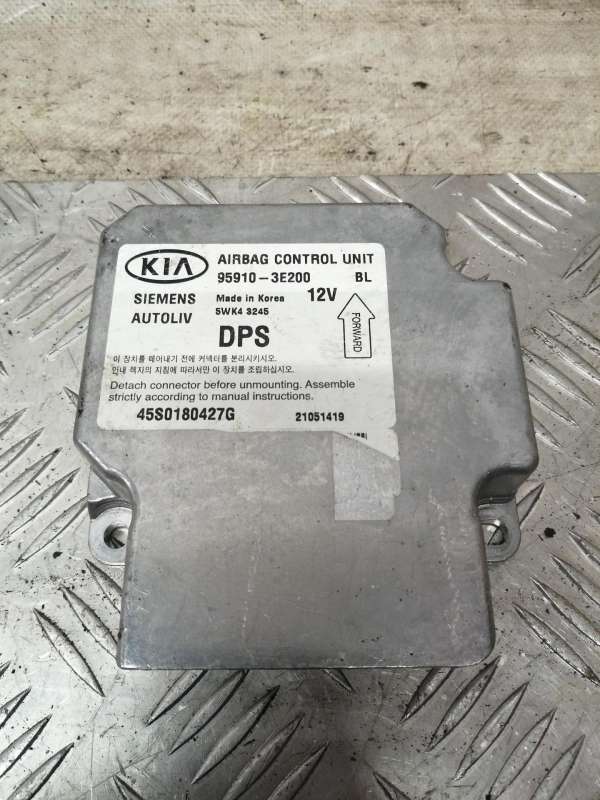 KIA AIRBAG CONTROL UNIT
95910-3E200 BL
SIEMENS Made in Korea 12V
AUTOLIV 5WK4 3245
FORWARD
DPS
이 장치를 떼어내기 전에 커넥터를 분리시키시오.
안내 책자의 지침에 따라서만 이 장치를 조립하십시오.
Detach connector before unmounting. Assemble
strictly according to manual instructions.
45S0180427G 21051419